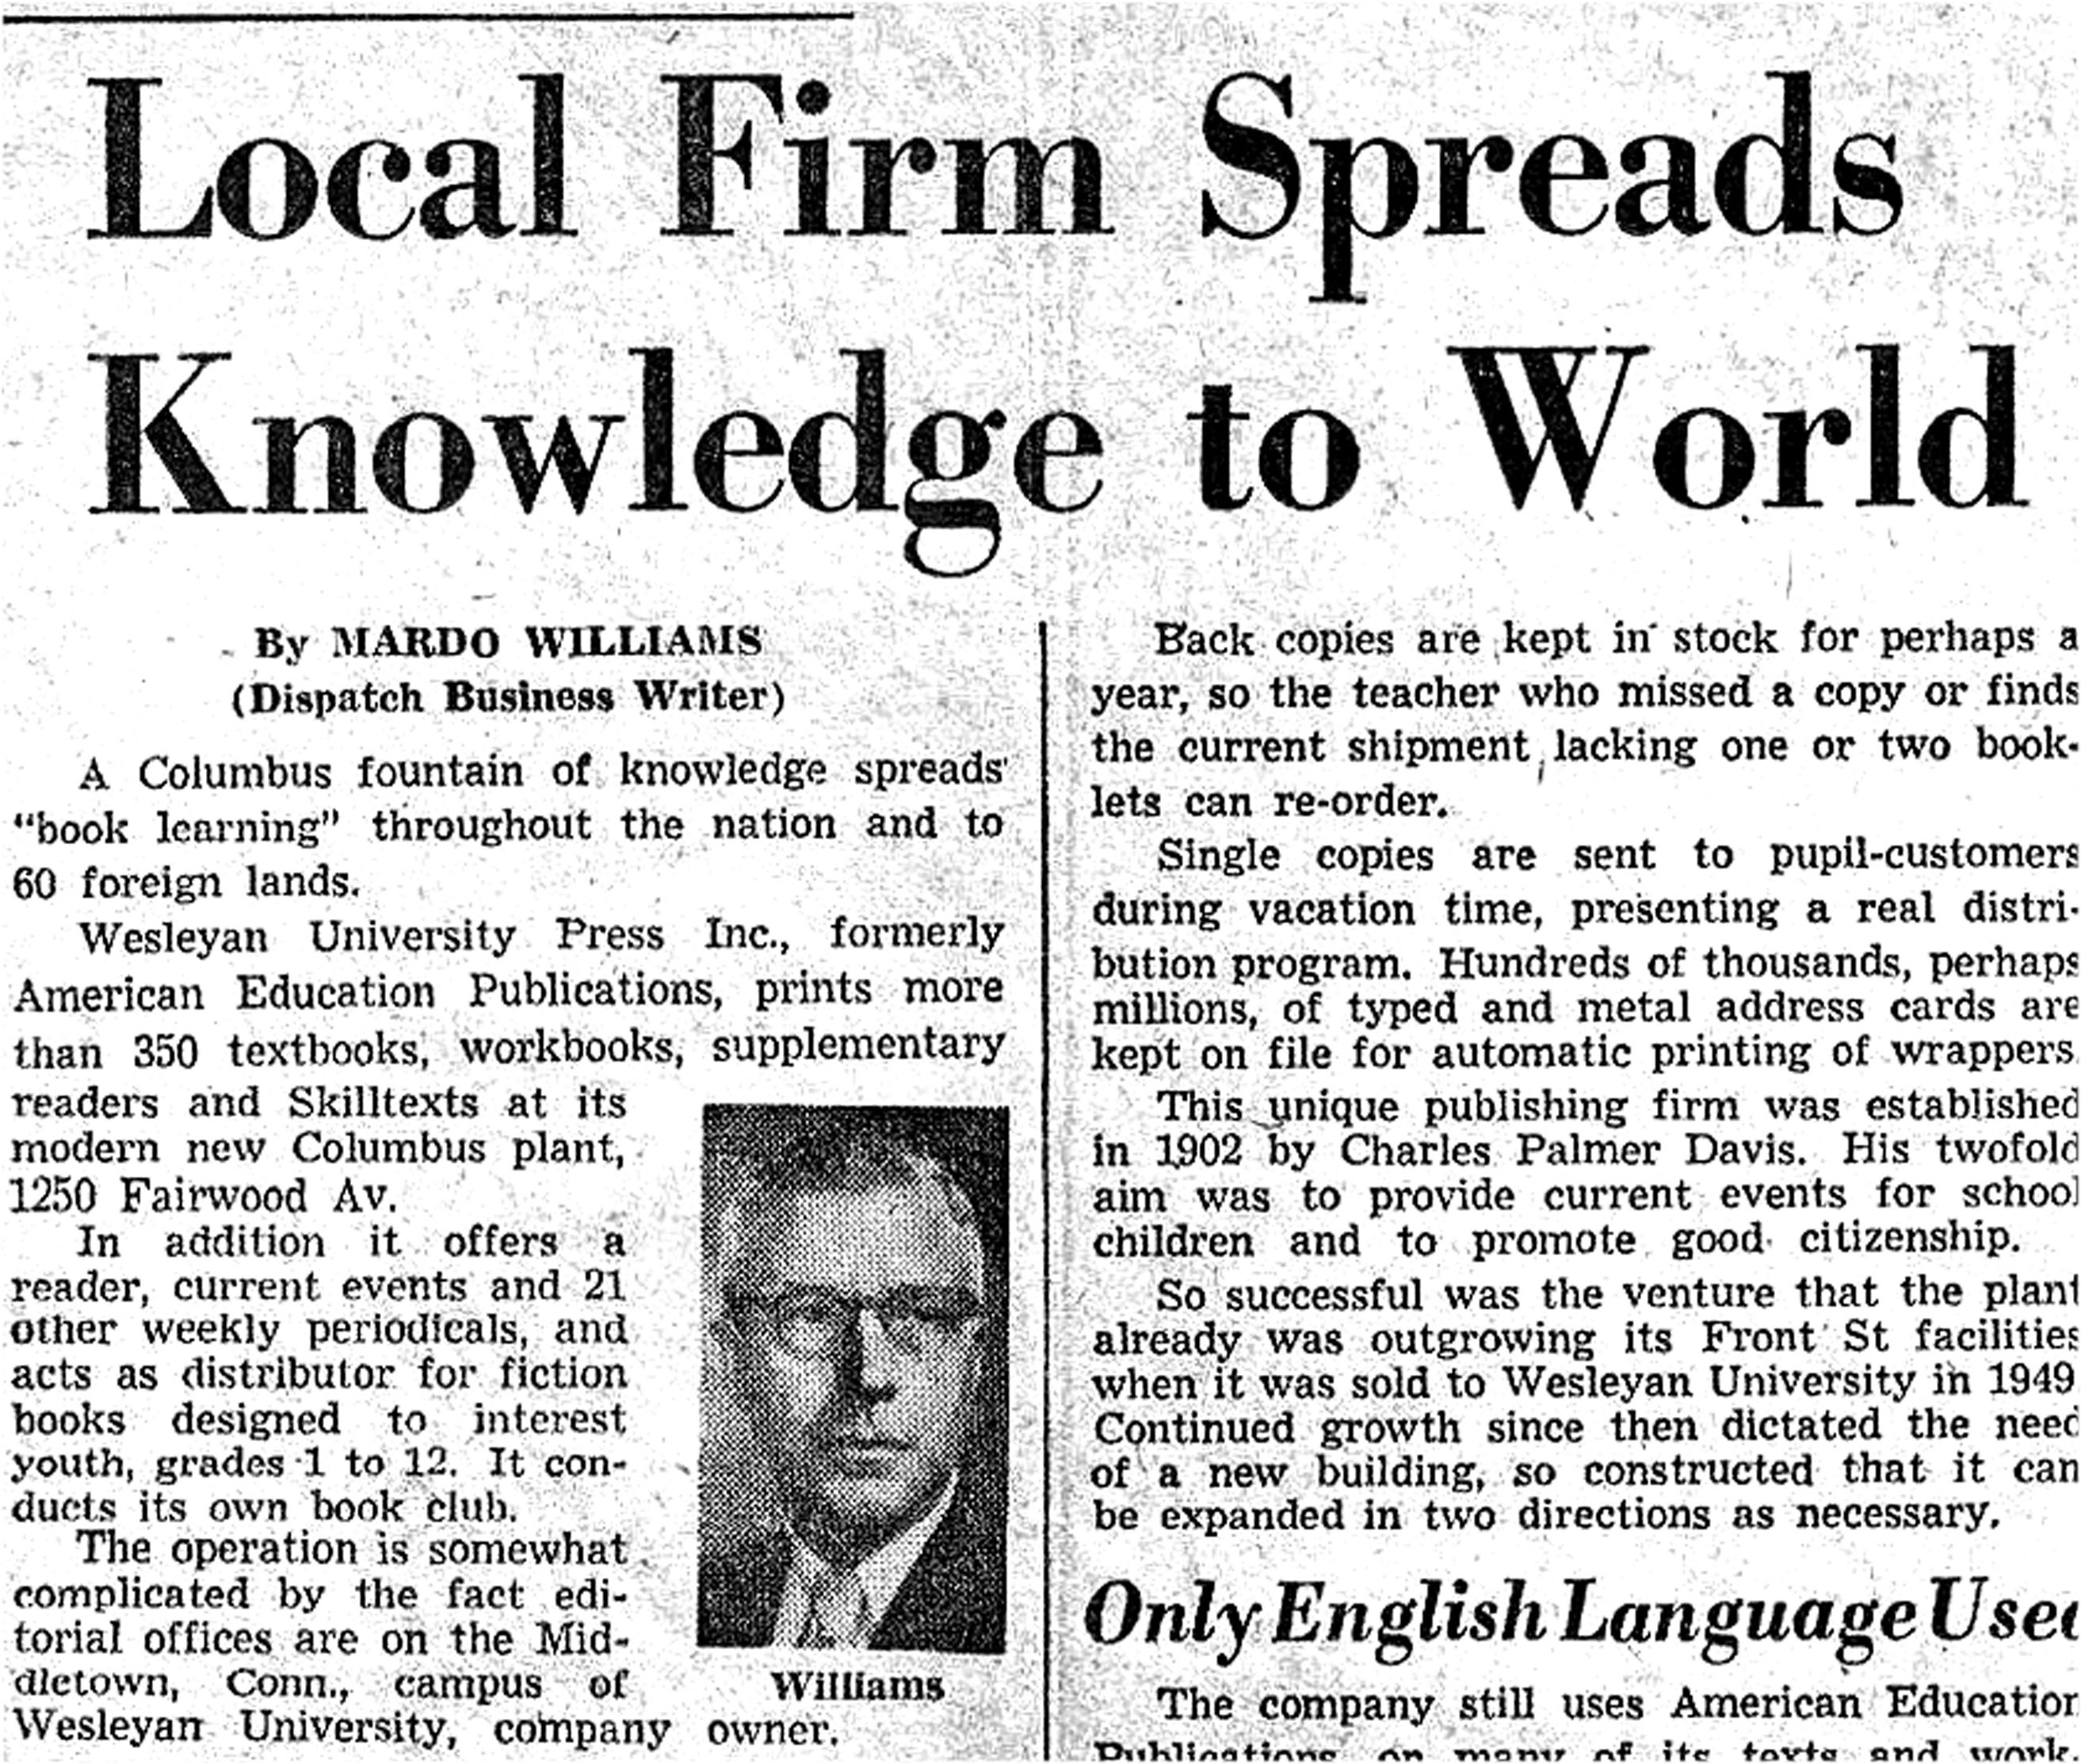 Local Firm Spreads
Knowledge to World
By MARDO WILLIAMS
(Dispatch Business Writer)
A Columbus fountain of knowledge spreads
"book learning" throughout the nation and to
60 foreign lands.
Wesleyan University Press Inc., formerly
American Education Publications, prints more
than 350 textbooks, workbooks, supplementary
readers and Skilltexts at its
modern new Columbus plant,
1250 Fairwood Av.
In addition it offers a
reader, current events and 21
other weekly periodicals, and
acts as distributor for fiction
books designed to interest
youth, grades 1 to 12. It con-
ducts its own book club.
The operation is somewhat
complicated by the fact edi-
torial offices are on the Mid-
dletown, Conn., campus of
Wesleyan University, company owner.
Williams
Back copies are kept in stock for perhaps a
year, so the teacher who missed a copy or finds
the current shipment lacking one or two book-
lets can re-order.
Single copies are sent to pupil-customers
during vacation time, presenting a real distri-
bution program. Hundreds of thousands, perhaps
millions, of typed and metal address cards are
kept on file for automatic printing of wrappers
This unique publishing firm was established
in 1902 by Charles Palmer Davis. His twofold
aim was to provide current events for school
children and to promote good citizenship.
So successful was the venture that the plant
already was outgrowing its Front St facilities
when it was sold to Wesleyan University in 1949
Continued growth since then dictated the need
of a new building, so constructed that it can
be expanded in two directions as necessary.
Only English Language Used
The company still uses American Education
Publications on many of its texts and work-